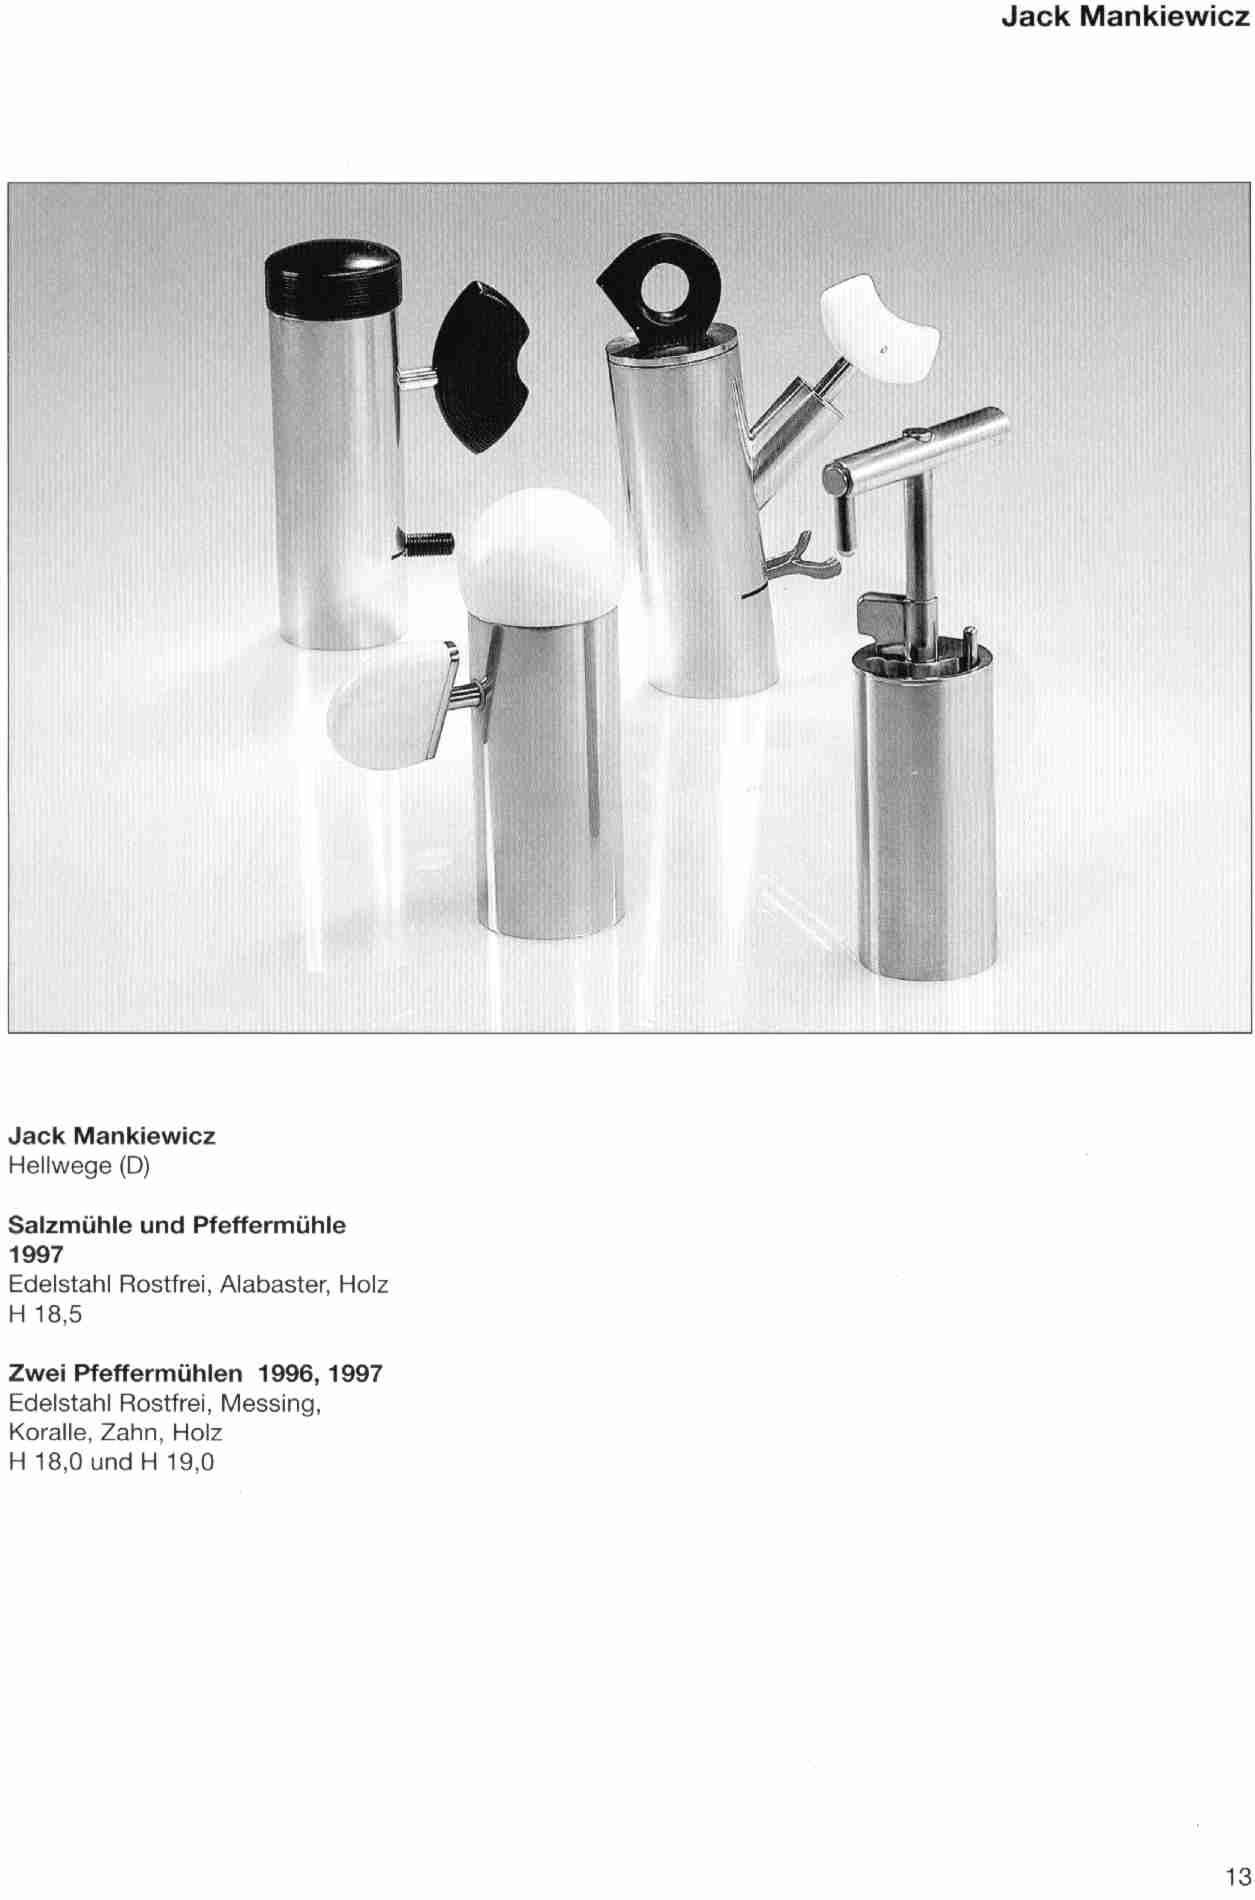 Jack Mankiewicz
Jack Mankiewicz
Hellwege (D)
Salzmühle und Pfeffermühle
1997
Edelstahl Rostfrei, Alabaster, Holz
H 18,5
Zwei Pfeffermühlen 1996, 1997
Edelstahl Rostfrei, Messing,
Koralle, Zahn, Holz
H 18,0 und H 19,0
13